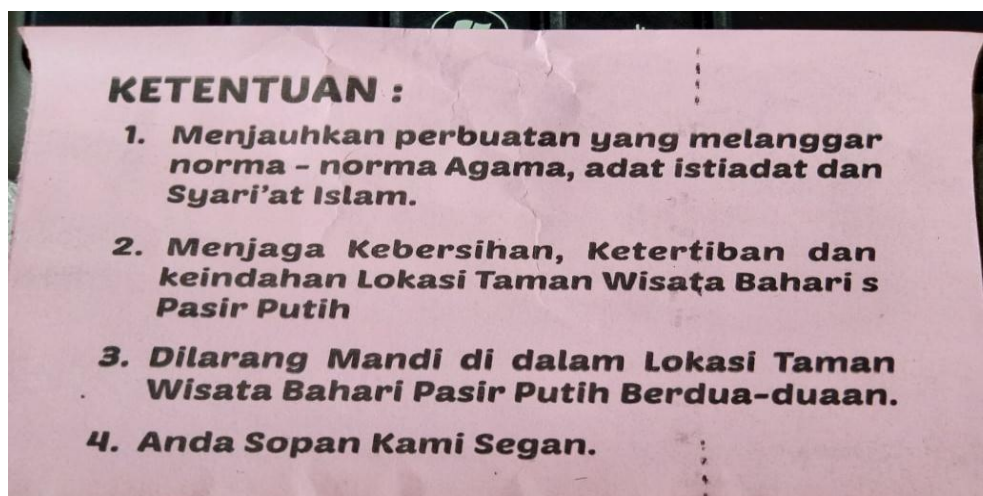 KETENTUAN :
1. Menjauhkan perbuatan yang melanggar
norma - norma Agama, adat istiadat dan
Syari'at Islam.
2. Menjaga Kebersihan, Ketertiban dan
keindahan Lokasi Taman Wisata Bahari s
Pasir Putih
3. Dilarang Mandi di dalam Lokasi Taman
Wisata Bahari Pasir Putih Berdua-duaan.
4. Anda Sopan Kami Segan.